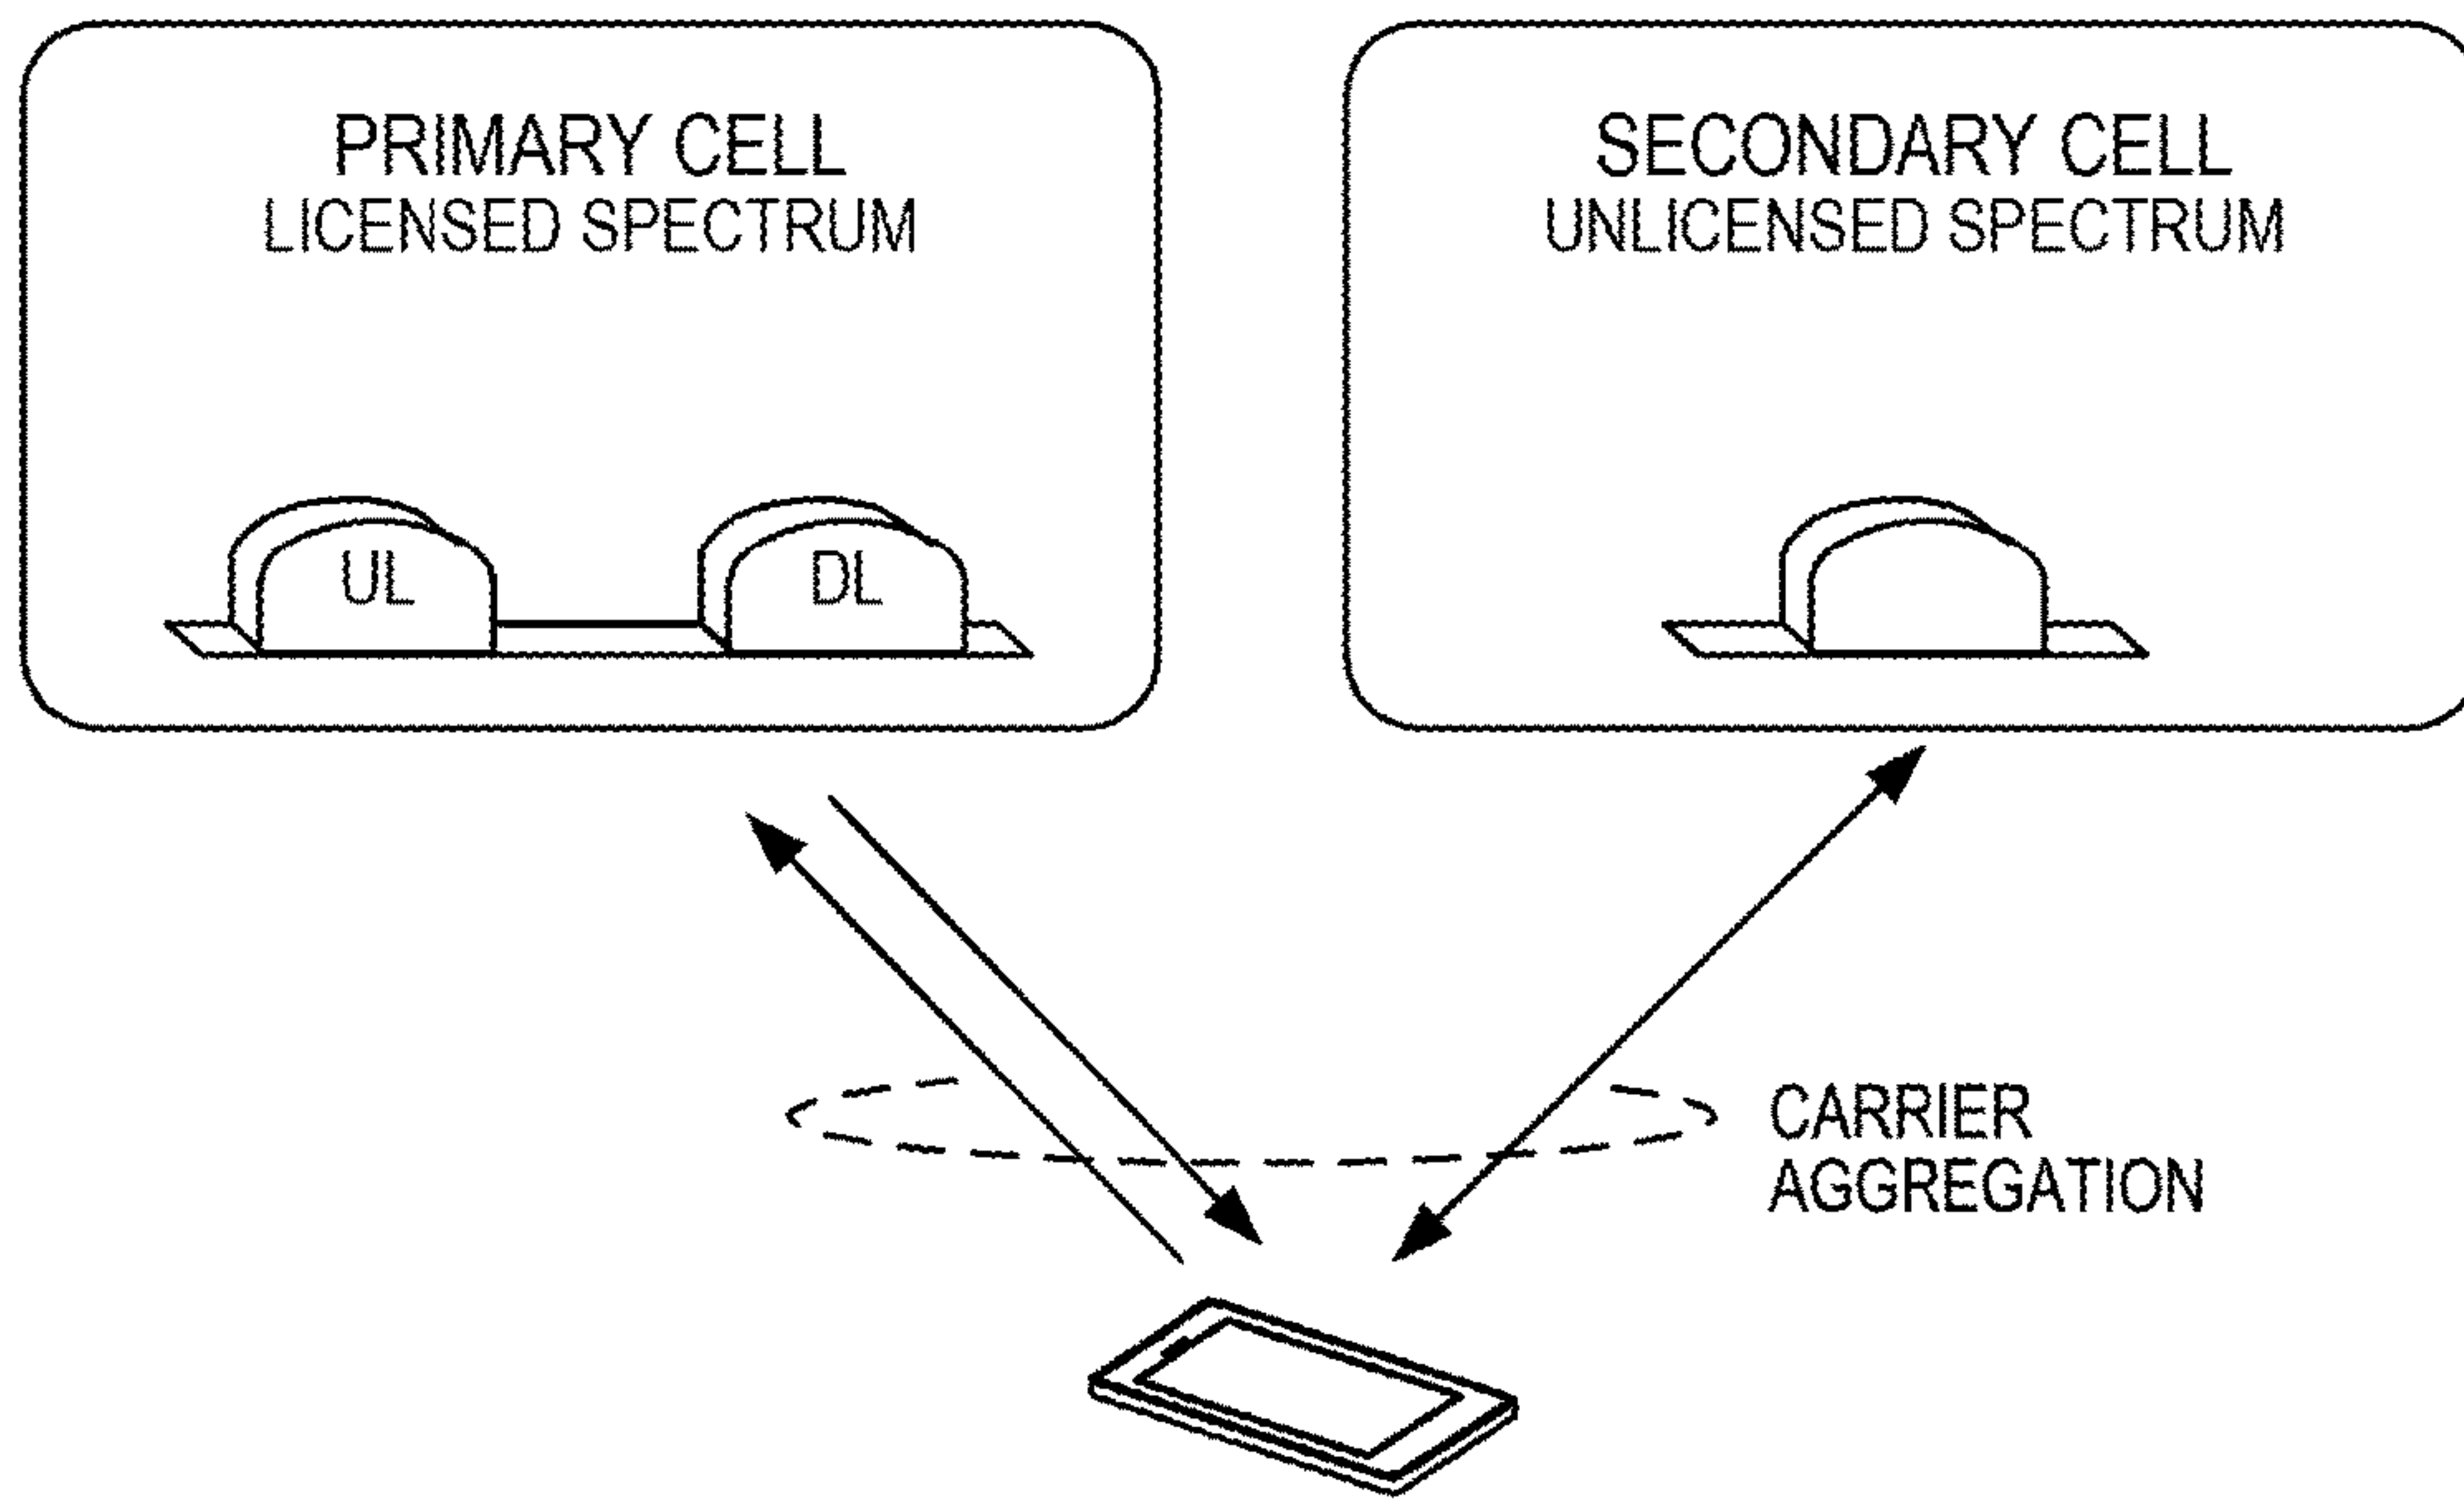 PRIMARY CELL
LICENSED SPECTRUM
UL
DL
SECONDARY CELL
UNLICENSED SPECTRUM
CARRIER
AGGREGATION